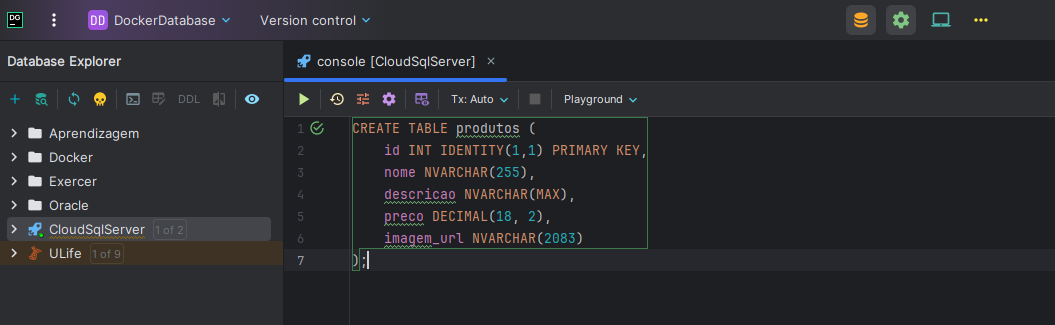 DG
DD DockerDatabase Version control
Database Explorer
console [CloudSqlServer]
DDL
Tx: Auto
Playground
Aprendizagem
Docker
Exercer
Oracle
CloudSqlServer 1 of 2
ULife 1 of 9
1 CREATE TABLE produtos (
2 id INT IDENTITY(1,1) PRIMARY KEY,
3 nome NVARCHAR(255),
4 descricao NVARCHAR(MAX),
5 preco DECIMAL(18, 2),
6 imagem_url NVARCHAR(2083)
7 );